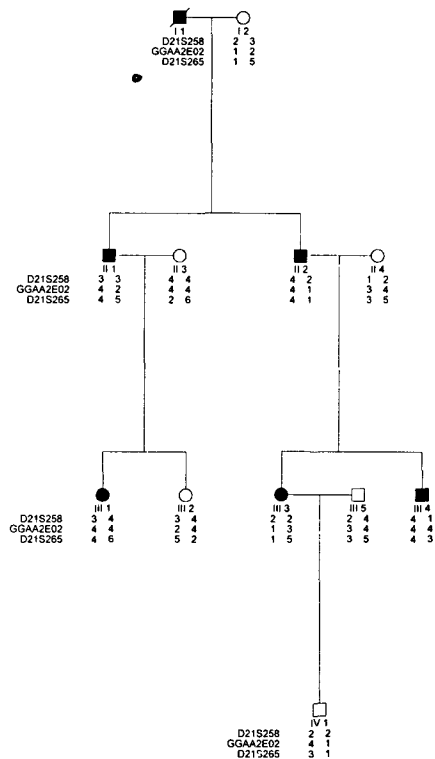 I 1 I 2
D21S258 2 3
GGAA2E02 1 2
D21S265 1 5
II 1 II 3 II 2 II 4
D21S258 3 3 4 4 4 2 1 2
GGAA2E02 4 2 4 4 4 1 3 4
D21S265 4 5 2 6 4 1 3 5
III 1 III 2 III 3 III 5 III 4
D21S258 3 4 3 4 2 2 2 4 4 1
GGAA2E02 4 4 2 4 1 3 3 4 4 4
D21S265 4 6 5 2 1 5 3 5 4 3
IV 1
D21S258 2 2
GGAA2E02 4 1
D21S265 3 1